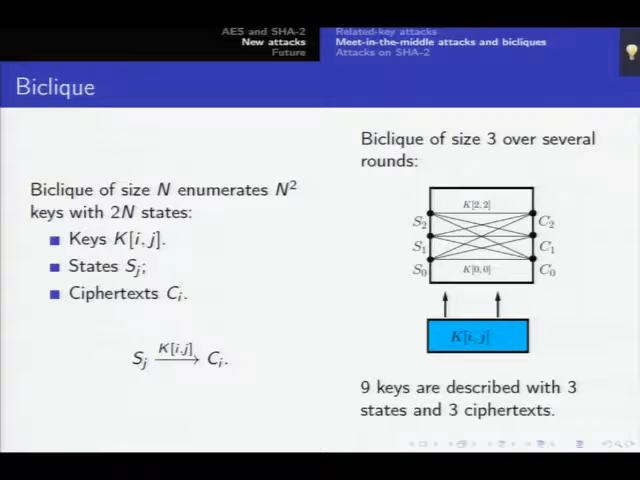 AES and SHA-2
New attacks
Future
Related-key attacks
Meet-in-the-middle attacks and bicliques
Attacks on SHA-2
Biclique
Biclique of size N enumerates N²
keys with 2N states:
Keys K[i, j].
States S_j;
Ciphertexts C_i.
S_j K[i,j]→ C_i.
Biclique of size 3 over several
rounds:
K[2, 2]
S₂ C₂
S₁ C₁
S₀ K[0, 0] C₀
K[i, j]
9 keys are described with 3
states and 3 ciphertexts.